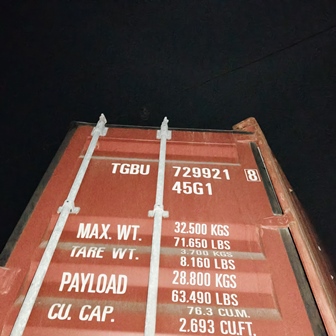 TGBU 729921 8
45G1
MAX. WT. 32.500 KGS
71.650 LBS
TARE WT. 3.700 KGS
8.160 LBS
PAYLOAD 28.800 KGS
63.490 LBS
CU. CAP. 76.3 CU.M.
2.693 CU.FT.